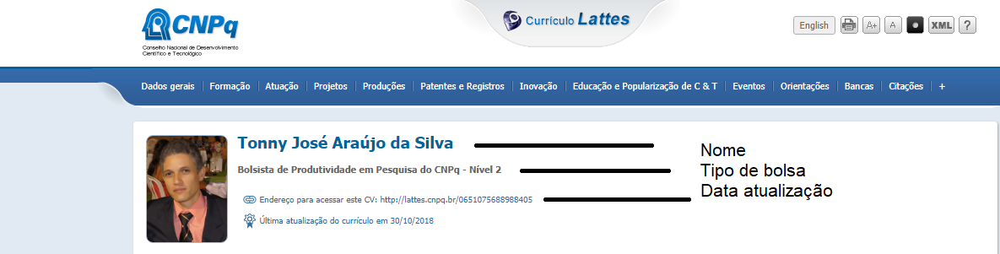 CNPq
Conselho Nacional de Desenvolvimento
Científico e Tecnológico
Currículo Lattes
English A+ A XML ?
Dados gerais Formação Atuação Projetos Produções Patentes e Registros Inovação Educação e Popularização de C & T Eventos Orientações Bancas Citações +
Tonny José Araújo da Silva
Nome
Bolsista de Produtividade em Pesquisa do CNPq - Nível 2
Tipo de bolsa
Data atualização
Endereço para acessar este CV: http://lattes.cnpq.br/0651075688988405
Última atualização do currículo em 30/10/2018